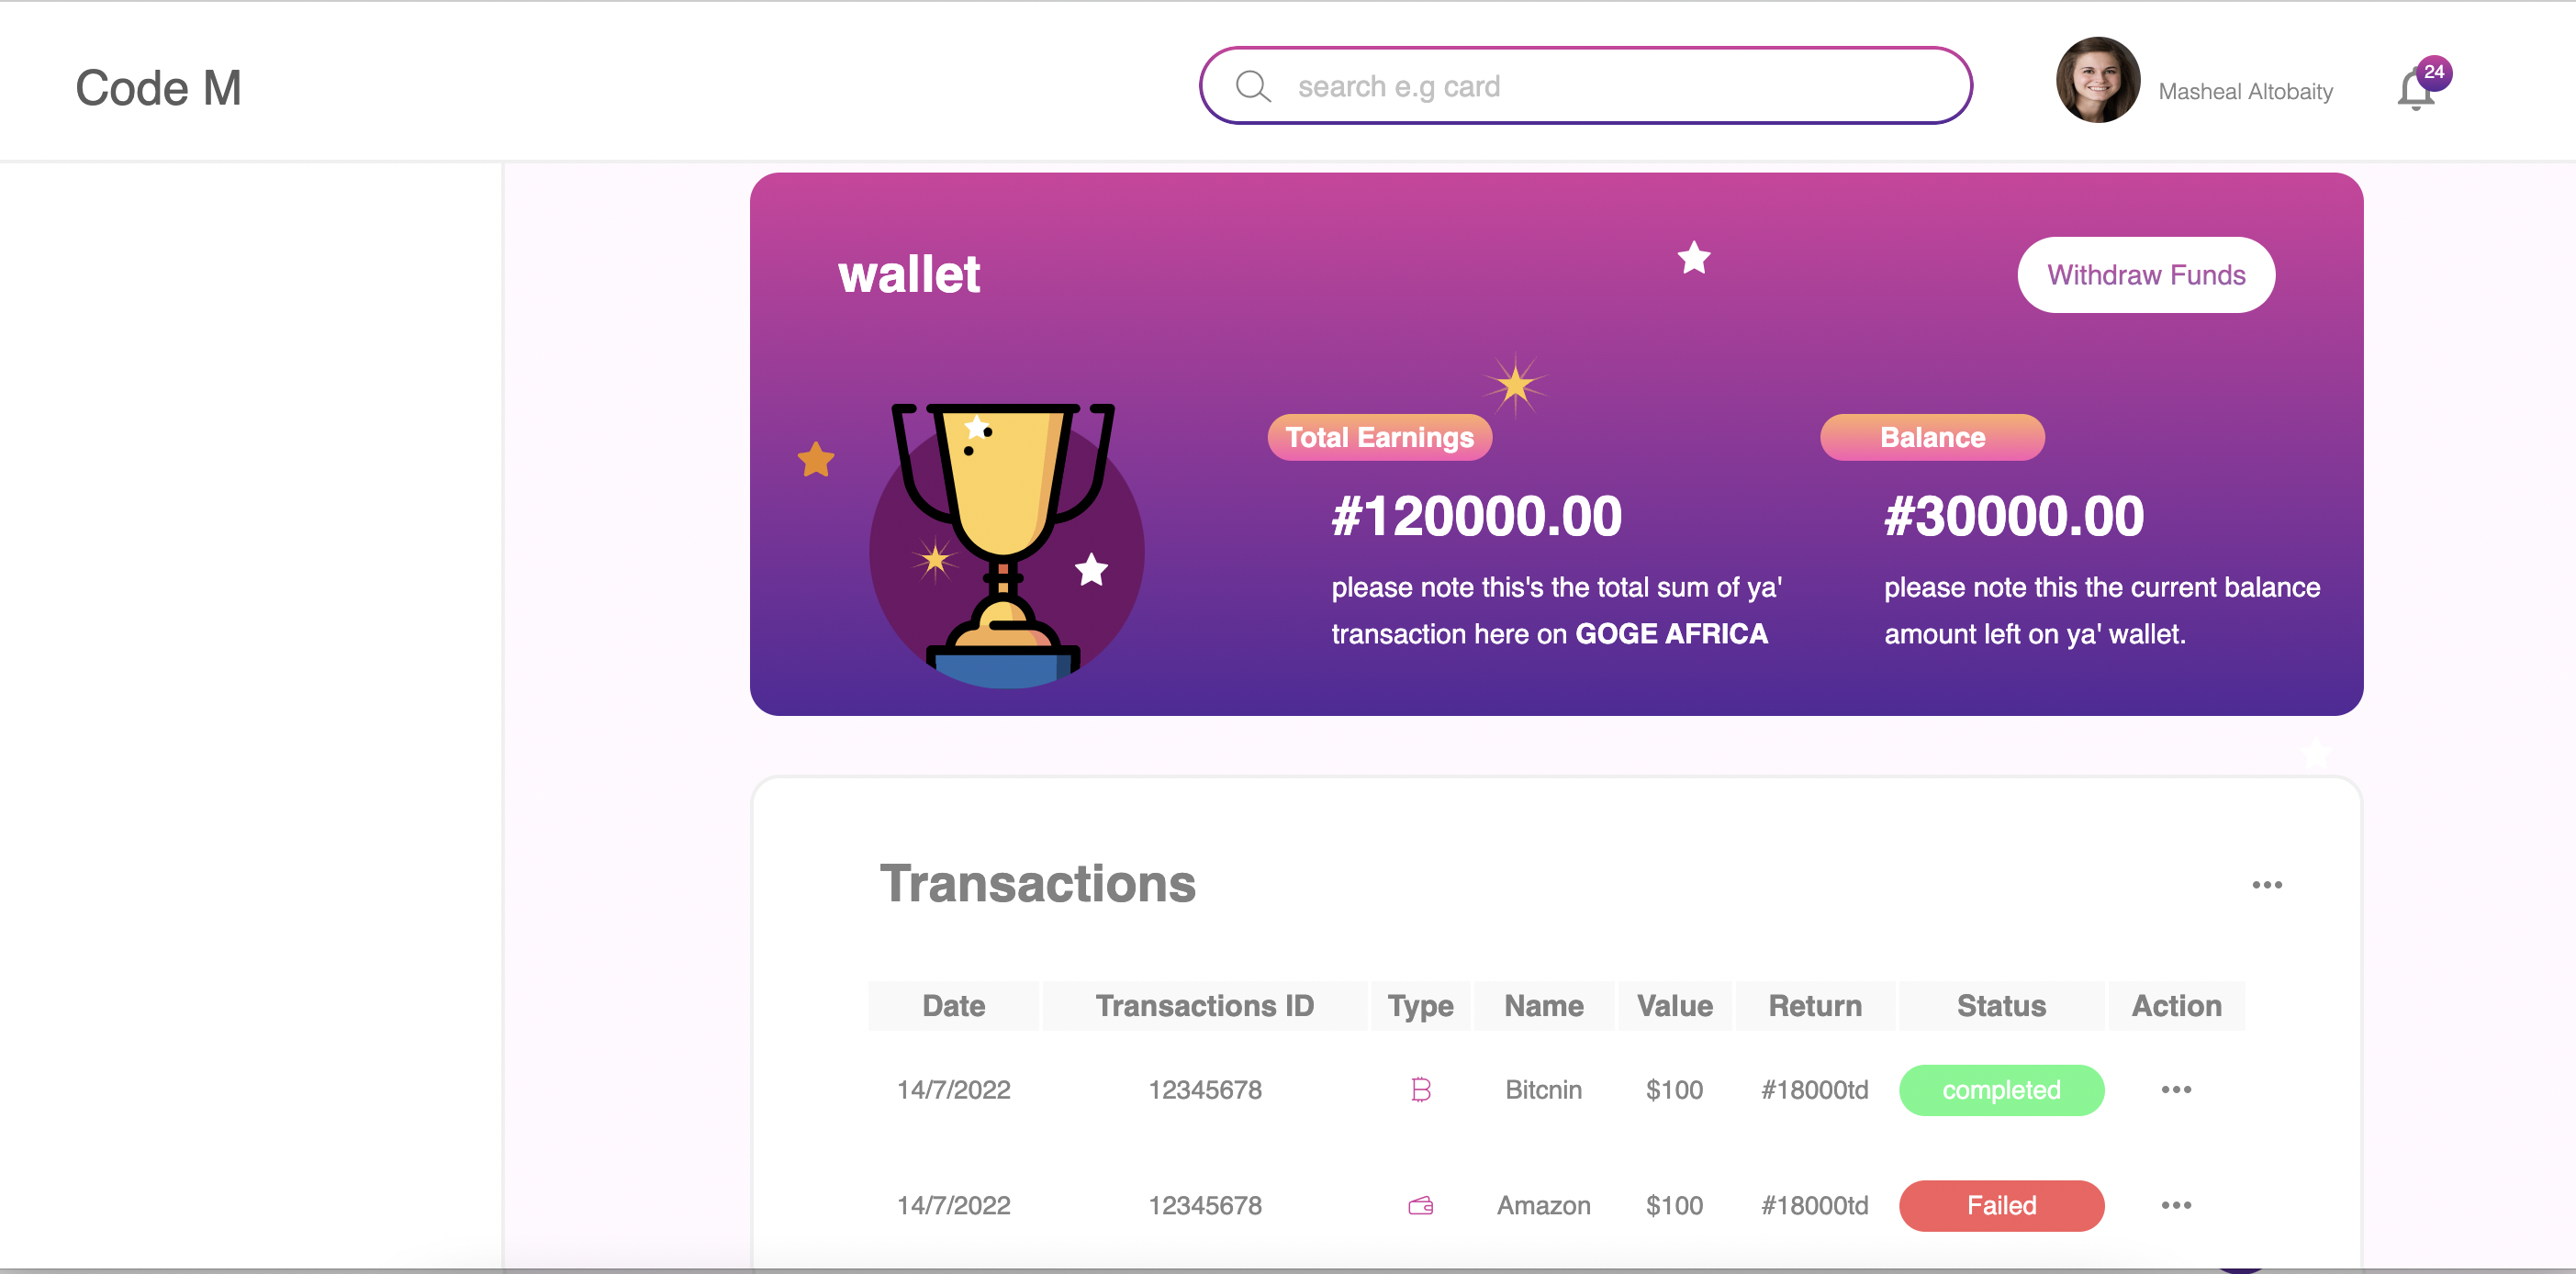 Code M
search e.g card
Masheal Altobaity
24
wallet
Withdraw Funds
Total Earnings
#120000.00
please note this's the total sum of ya'
transaction here on GOGE AFRICA
Balance
#30000.00
please note this the current balance
amount left on ya' wallet.
Transactions
Date Transactions ID Type Name Value Return Status Action
14/7/2022 12345678 Bitcnin $100 #18000td completed
14/7/2022 12345678 Amazon $100 #18000td Failed